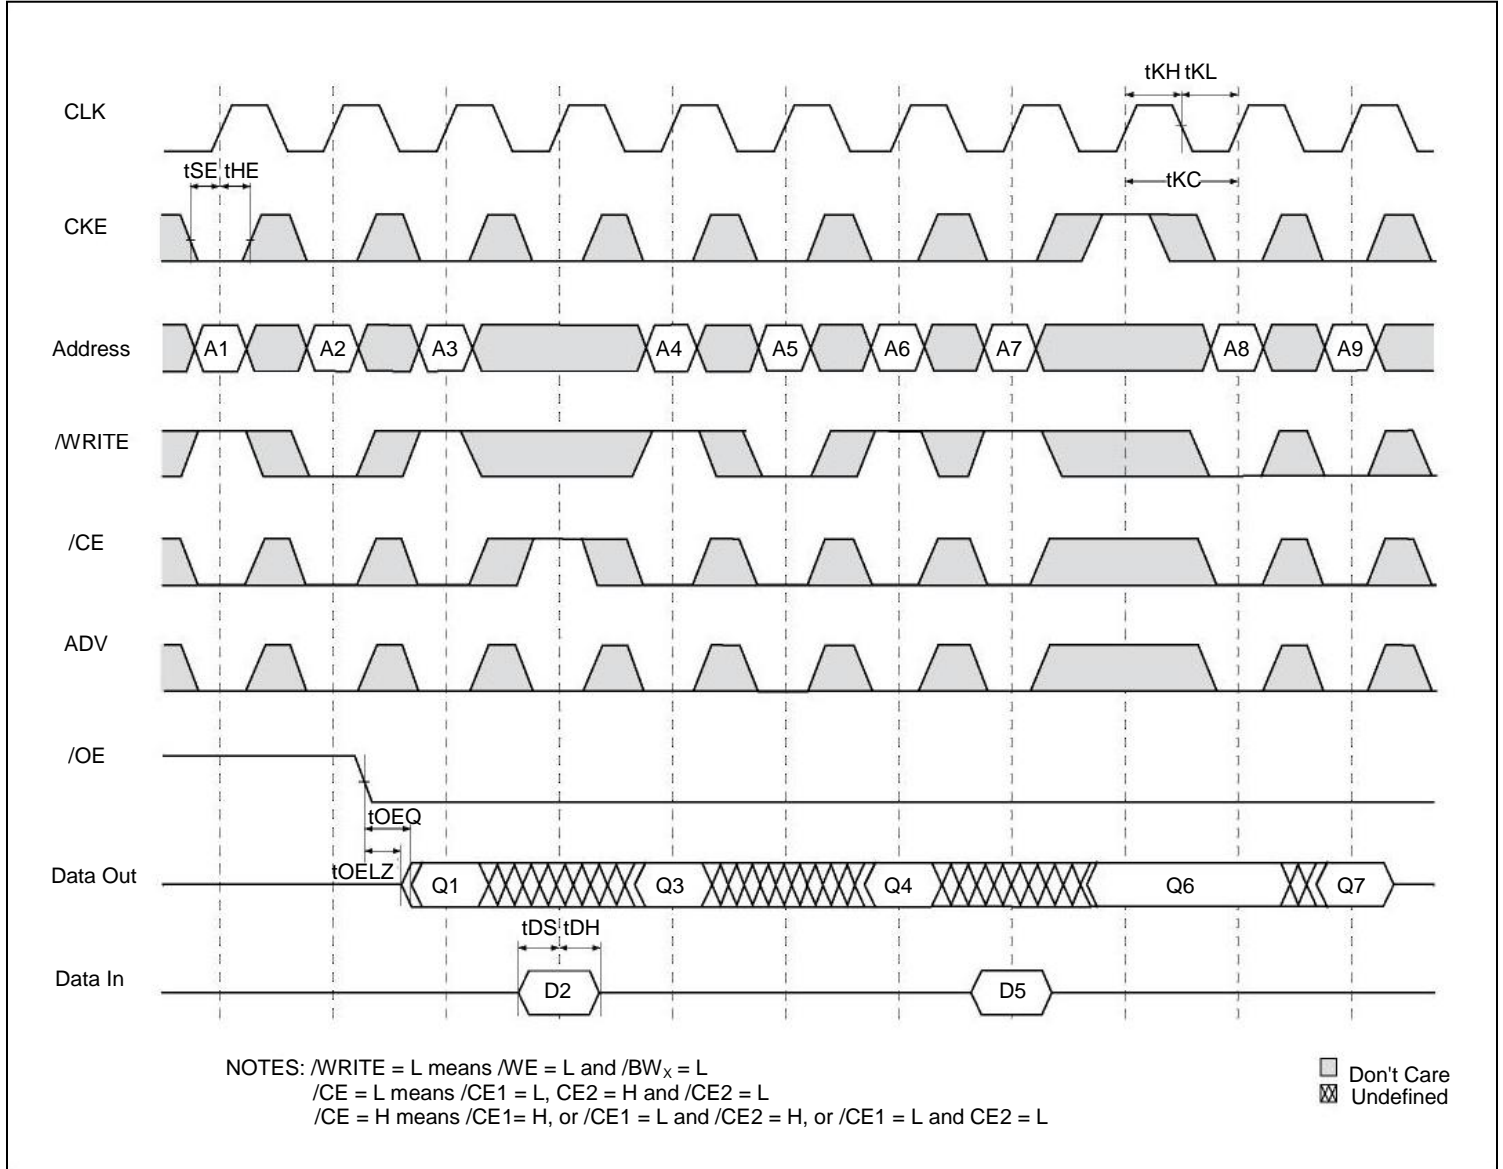 tKH tKL
CLK
tSE tHE
tKC
CKE
Address A1 A2 A3 A4 A5 A6 A7 A8 A9
/WRITE
/CE
ADV
/OE
tOEQ
tOELZ
Data Out Q1 Q3 Q4 Q6 Q7
tDS tDH
Data In D2 D5
NOTES: /WRITE = L means /WE = L and /BWX = L
/CE = L means /CE1 = L, CE2 = H and /CE2 = L
/CE = H means /CE1= H, or /CE1 = L and /CE2 = H, or /CE1 = L and CE2 = L
Don't Care
Undefined